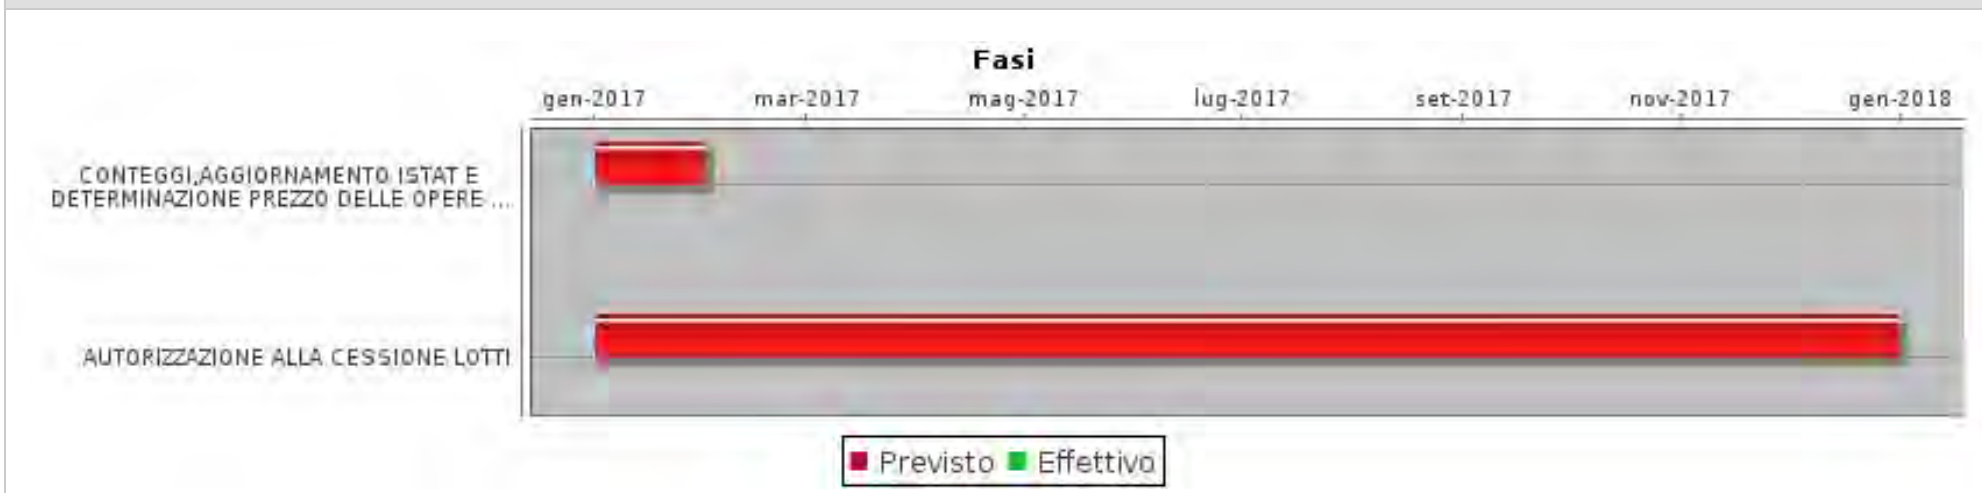 Fasi
gen-2017 mar-2017 mag-2017 lug-2017 set-2017 nov-2017 gen-2018
CONTEGGI,AGGIORNAMENTO ISTAT E
DETERMINAZIONE PREZZO DELLE OPERE ...
AUTORIZZAZIONE ALLA CESSIONE LOTTI
Previsto Effettivo